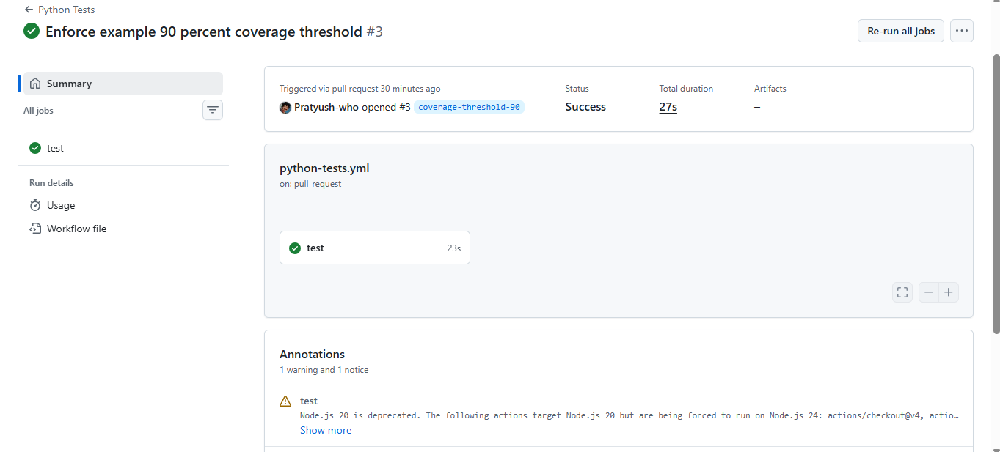 Python Tests
Enforce example 90 percent coverage threshold #3
Re-run all jobs
Summary
All jobs
test
Run details
Usage
Workflow file
Triggered via pull request 30 minutes ago
Pratyush-who opened #3 coverage-threshold-90
Status
Success
Total duration
27s
Artifacts
–
python-tests.yml
on: pull_request
test 23s
Annotations
1 warning and 1 notice
test
Node.js 20 is deprecated. The following actions target Node.js 20 but are being forced to run on Node.js 24: actions/checkout@v4, actio…
Show more